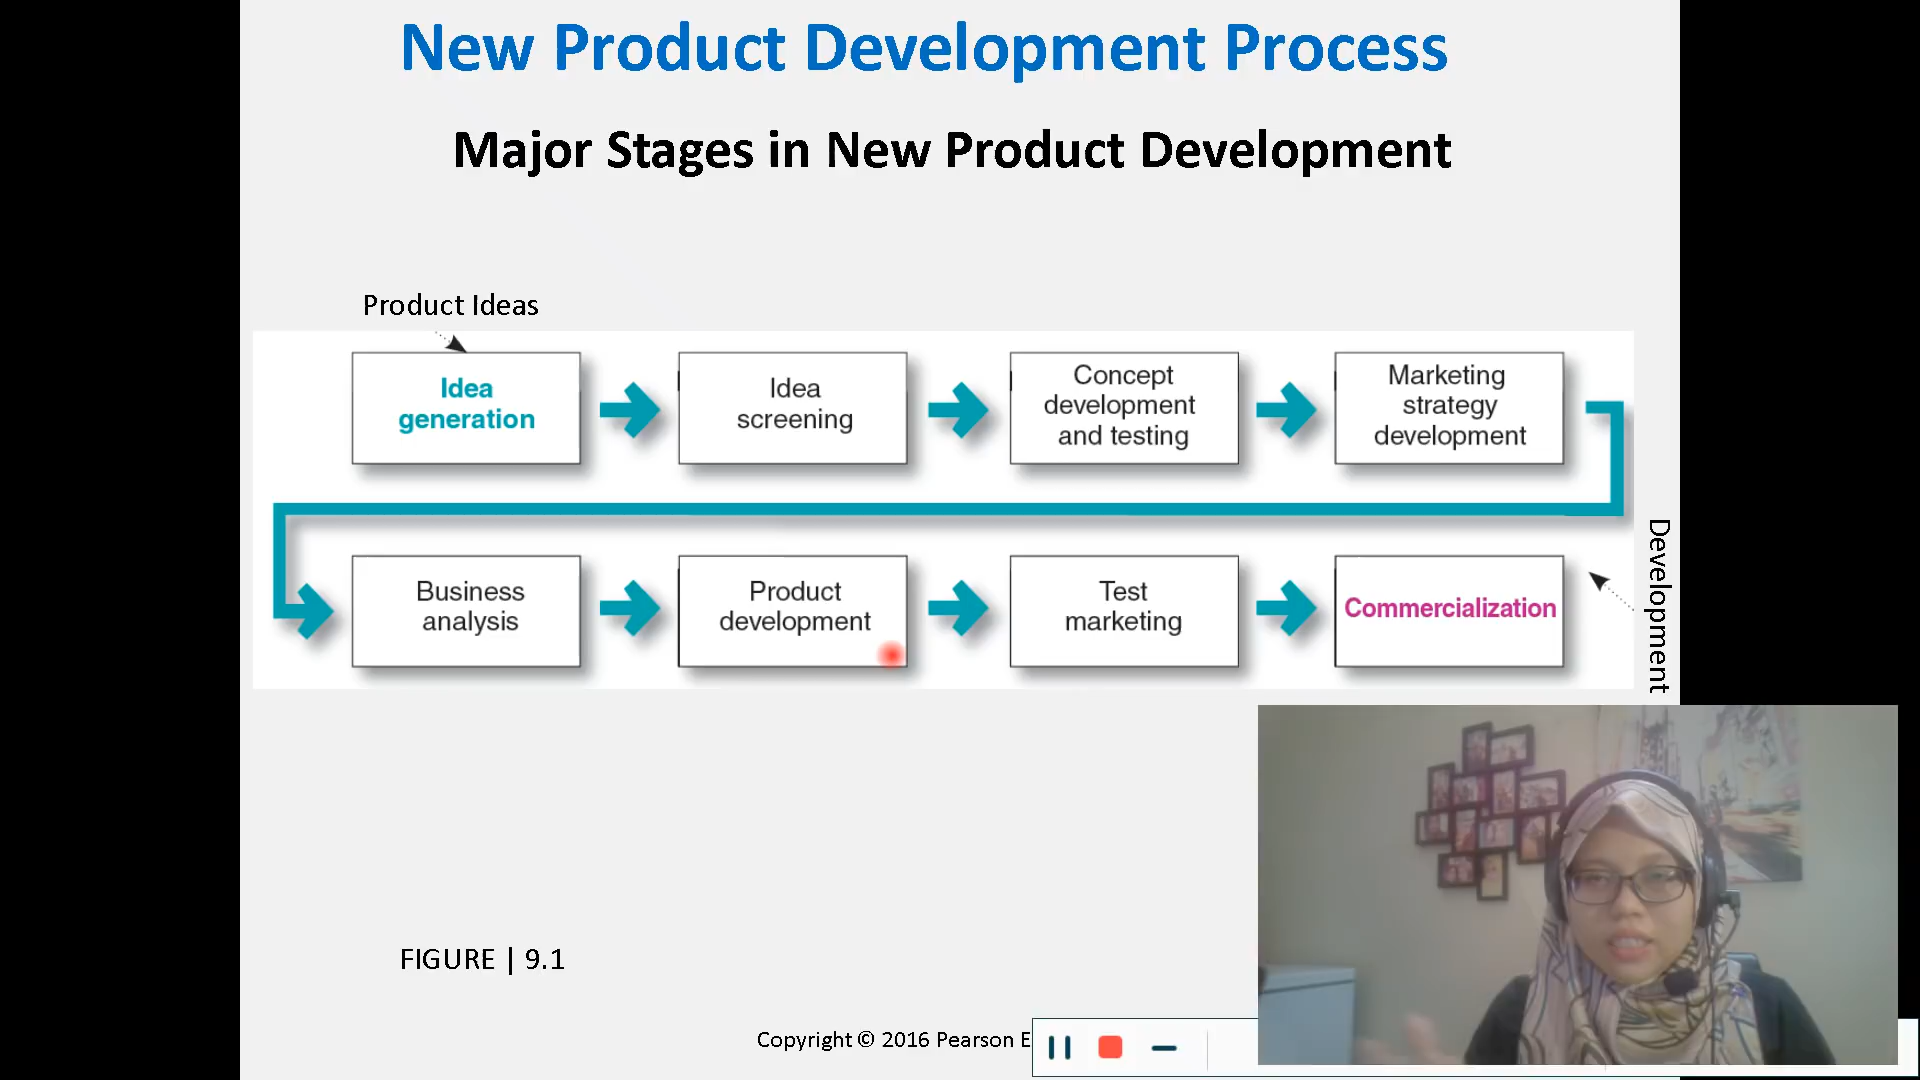 New Product Development Process
Major Stages in New Product Development
Product Ideas
Idea
generation
Idea
screening
Concept
development
and testing
Marketing
strategy
development
Business
analysis
Product
development
Test
marketing
Commercialization
Development
FIGURE | 9.1
Copyright © 2016 Pearson E